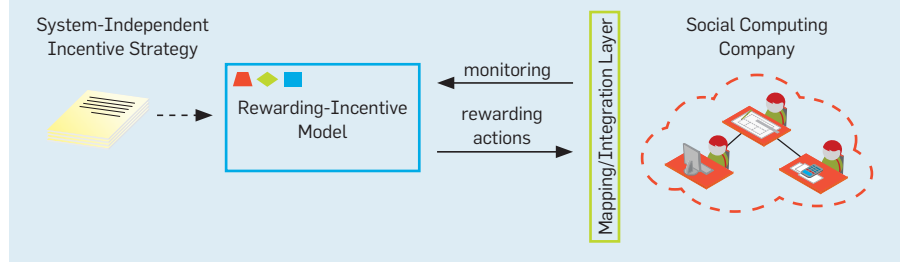 System-Independent
Incentive Strategy
Rewarding-Incentive
Model
monitoring
rewarding
actions
Mapping/Integration Layer
Social Computing
Company